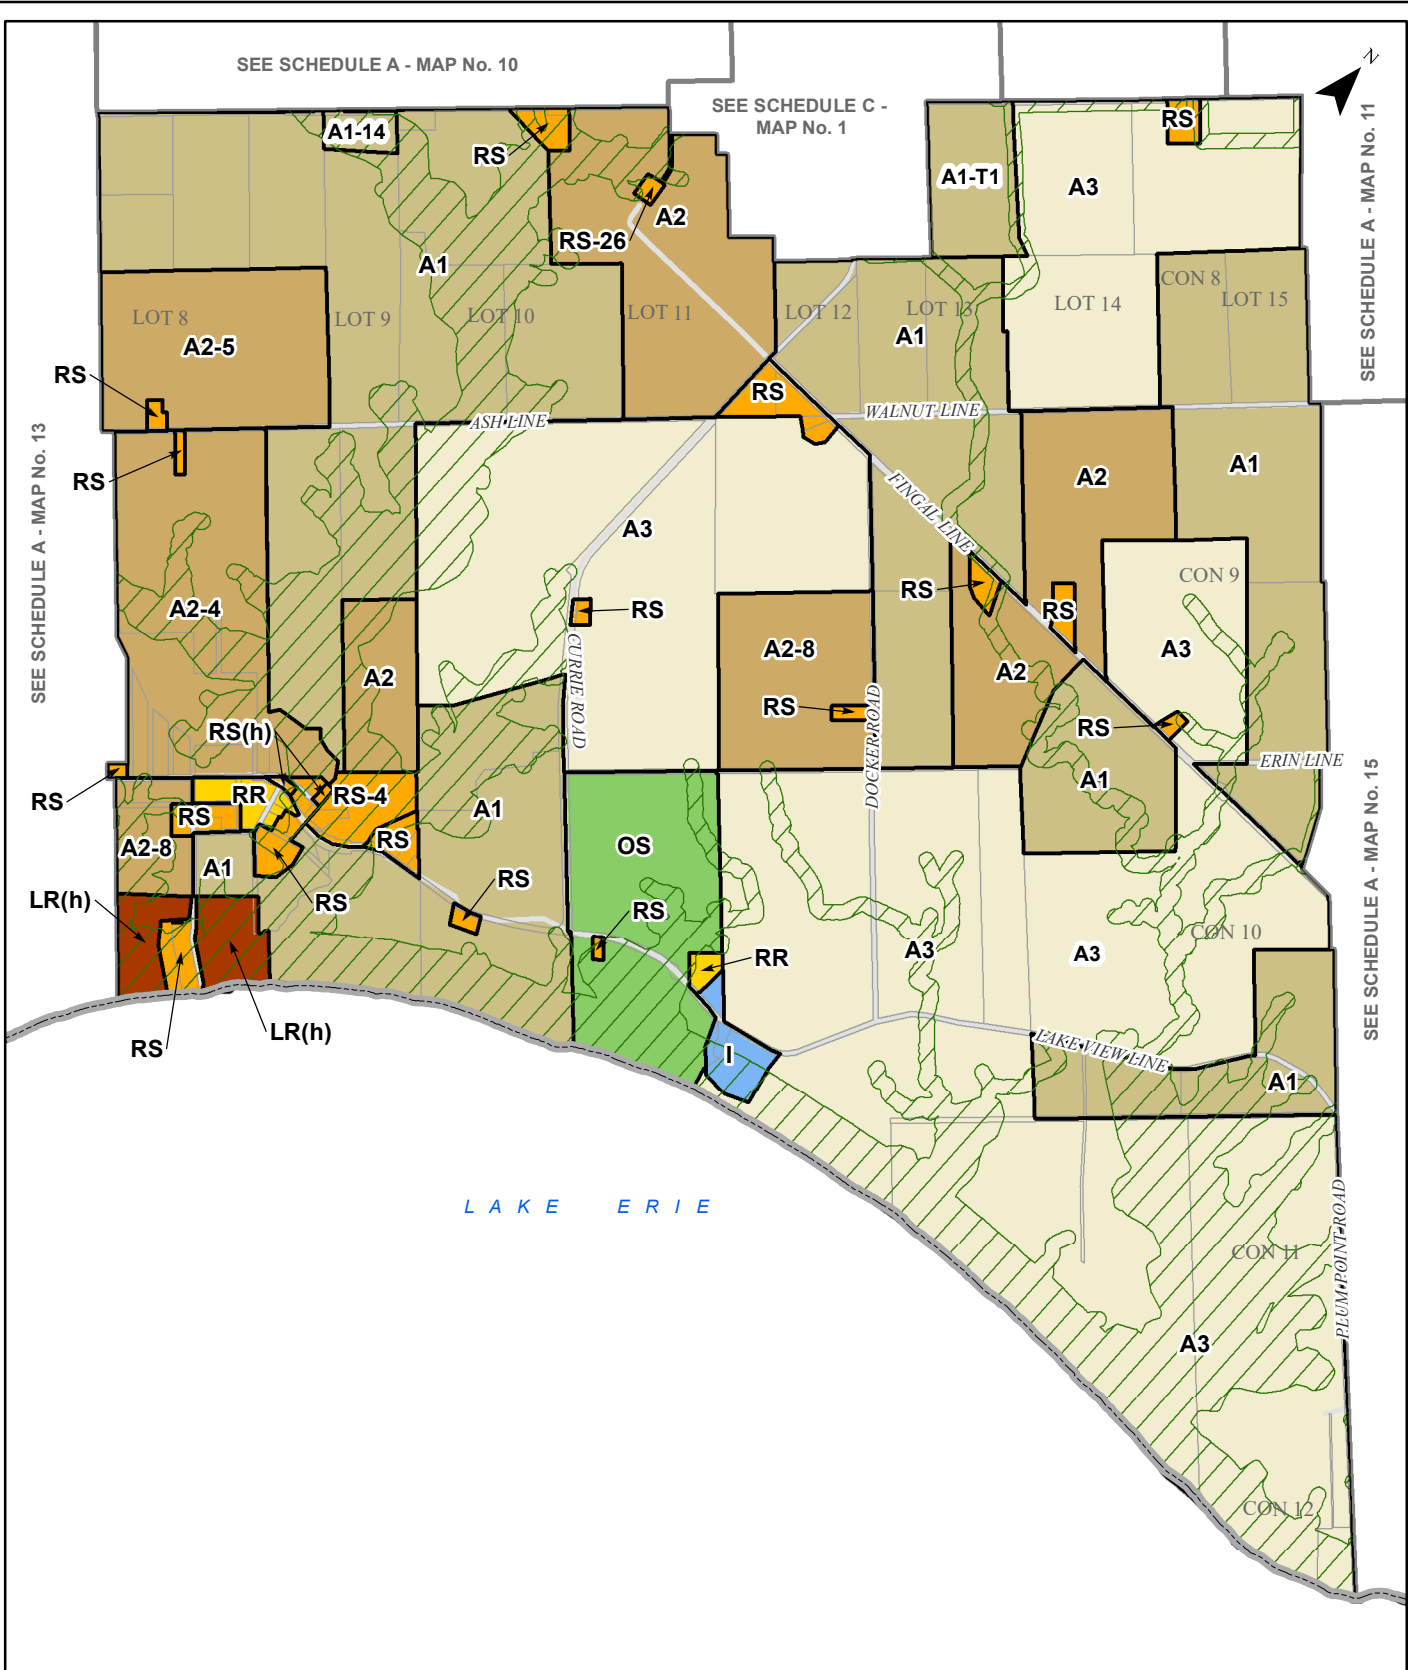 SEE SCHEDULE A - MAP No. 10
N
SEE SCHEDULE C -
MAP No. 1
SEE SCHEDULE A - MAP No. 11
A1-14
RS
RS
A1-T1
A3
A2
RS-26
A1
CON 8
LOT 8
LOT 9
LOT 10
LOT 11
LOT 12
LOT 13
LOT 14
LOT 15
A1
A2-5
RS
RS
WALNUT LINE
ASH LINE
SEE SCHEDULE A - MAP No. 13
RS
A1
A2
FINGAL LINE
A3
CON 9
RS
RS
RS
A2-4
A2-8
A3
A2
A2
CURRIE ROAD
RS
DOCKER ROAD
RS
RS(h)
ERIN LINE
A1
RS
RR
RS-4
A1
RS
RS
A2-8
OS
SEE SCHEDULE A - MAP No. 15
A1
RS
LR(h)
RS
RS
CON 10
A3
A3
RR
LR(h)
RS
LAKE VIEW LINE
I
A1
LAKE ERIE
PLUM POINT ROAD
CON 11
A3
CON 12